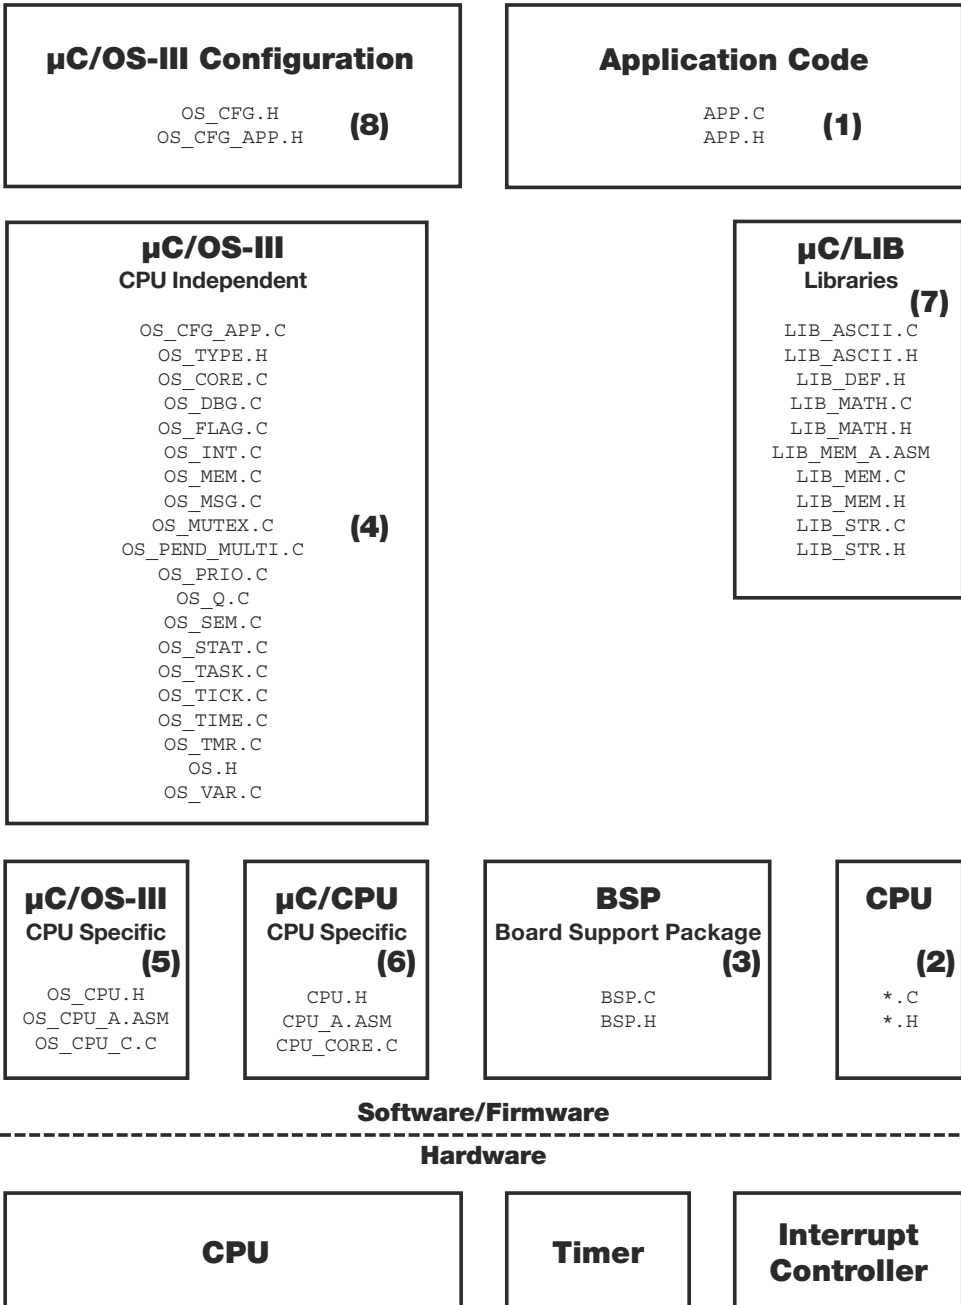 µC/OS-III Configuration
OS_CFG.H
OS_CFG_APP.H
(8)
Application Code
APP.C
APP.H
(1)
µC/OS-III
CPU Independent
OS_CFG_APP.C
OS_TYPE.H
OS_CORE.C
OS_DBG.C
OS_FLAG.C
OS_INT.C
OS_MEM.C
OS_MSG.C
OS_MUTEX.C
OS_PEND_MULTI.C
OS_PRIO.C
OS_Q.C
OS_SEM.C
OS_STAT.C
OS_TASK.C
OS_TICK.C
OS_TIME.C
OS_TMR.C
OS.H
OS_VAR.C
(4)
µC/LIB
Libraries
(7)
LIB_ASCII.C
LIB_ASCII.H
LIB_DEF.H
LIB_MATH.C
LIB_MATH.H
LIB_MEM_A.ASM
LIB_MEM.C
LIB_MEM.H
LIB_STR.C
LIB_STR.H
µC/OS-III
CPU Specific
(5)
OS_CPU.H
OS_CPU_A.ASM
OS_CPU_C.C
µC/CPU
CPU Specific
(6)
CPU.H
CPU_A.ASM
CPU_CORE.C
BSP
Board Support Package
(3)
BSP.C
BSP.H
CPU
(2)
*.C
*.H
Software/Firmware
Hardware
CPU
Timer
Interrupt
Controller